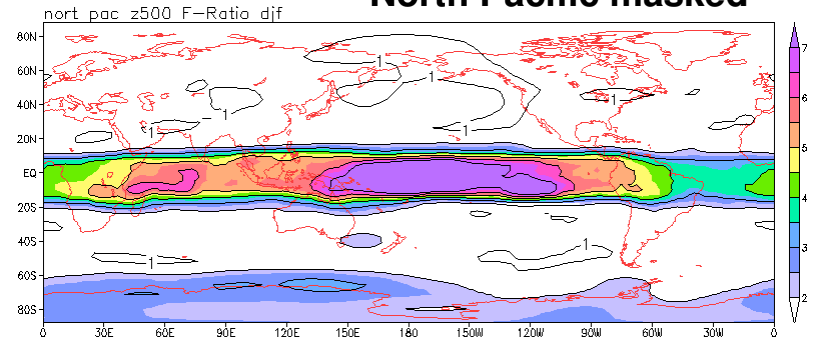 North Pacific masked
nort pac z500 F-Ratio djf
80N
60N
40N
20N
EQ
20S
40S
60S
80S
0 30E 60E 90E 120E 150E 180 150W 120W 90W 60W 30W 0
1
1
1
1
1
1
1
1
7
6
5
4
3
2